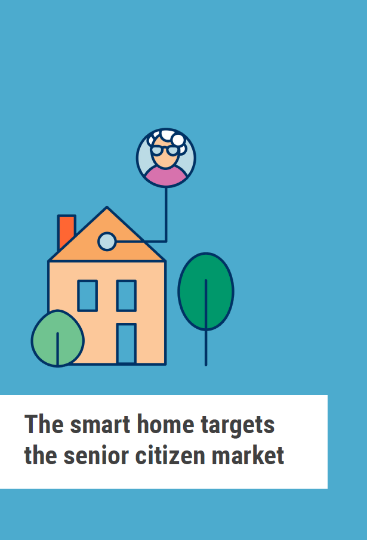 The smart home targets
the senior citizen market